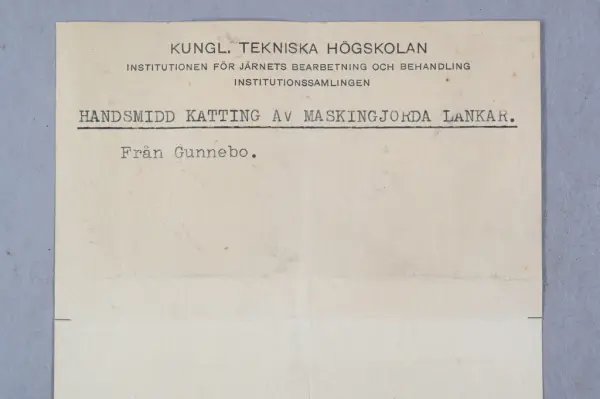 KUNGL. TEKNISKA HÖGSKOLAN
INSTITUTIONEN FÖR JÄRNETS BEARBETNING OCH BEHANDLING
INSTITUTIONSSAMLINGEN
HANDSMIDD KATTING AV MASKINGJORDA LANKAR.
Från Gunnebo.